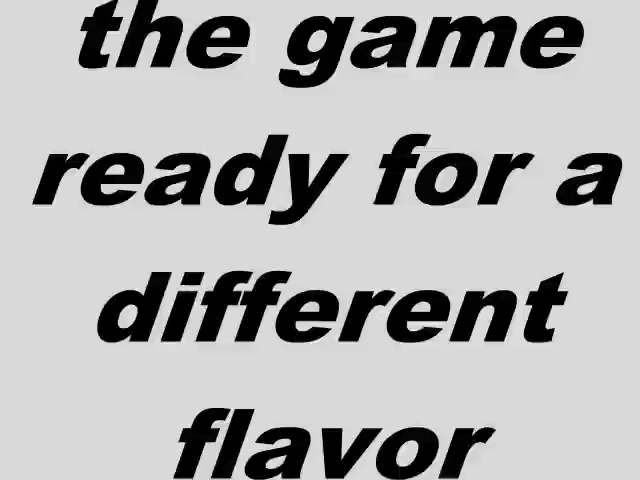 the game
ready for a
different
flavor